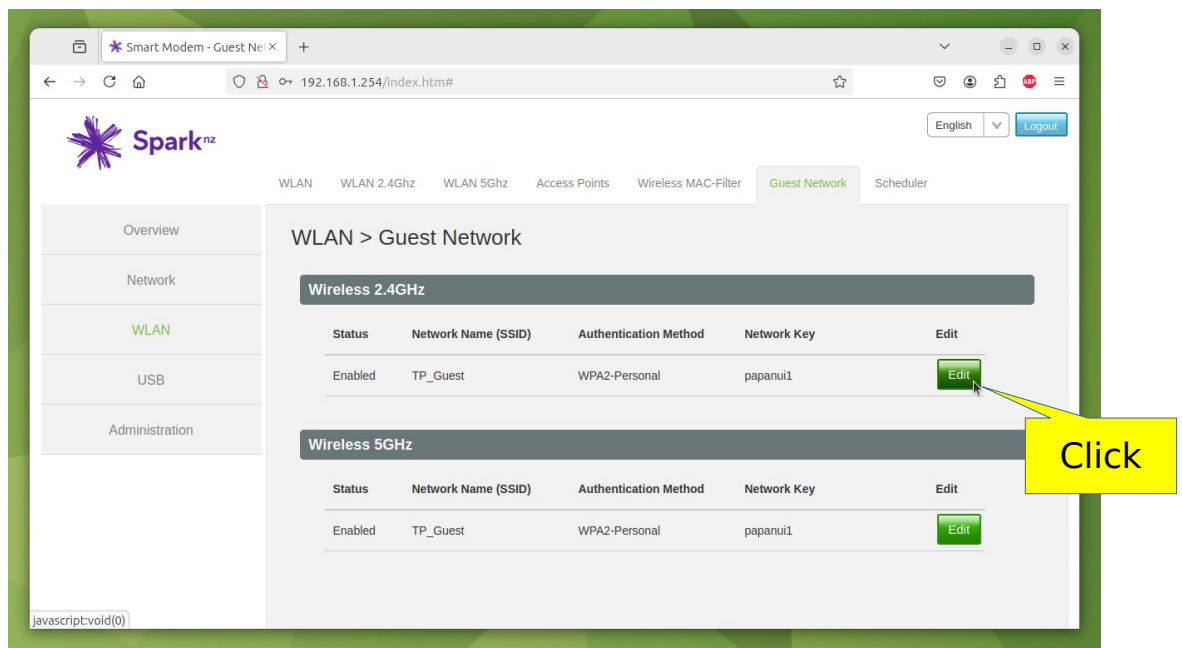 Smart Modem - Guest Ne
192.168.1.254/index.htm#
ABP
Spark nz
English
Logout
WLAN WLAN 2.4Ghz WLAN 5Ghz Access Points Wireless MAC-Filter Guest Network Scheduler
Overview
Network
WLAN
USB
Administration
WLAN > Guest Network
Wireless 2.4GHz
Status Network Name (SSID) Authentication Method Network Key Edit
Enabled TP_Guest WPA2-Personal papanui1 Edit
Click
Wireless 5GHz
Status Network Name (SSID) Authentication Method Network Key Edit
Enabled TP_Guest WPA2-Personal papanui1 Edit
javascript:void(0)